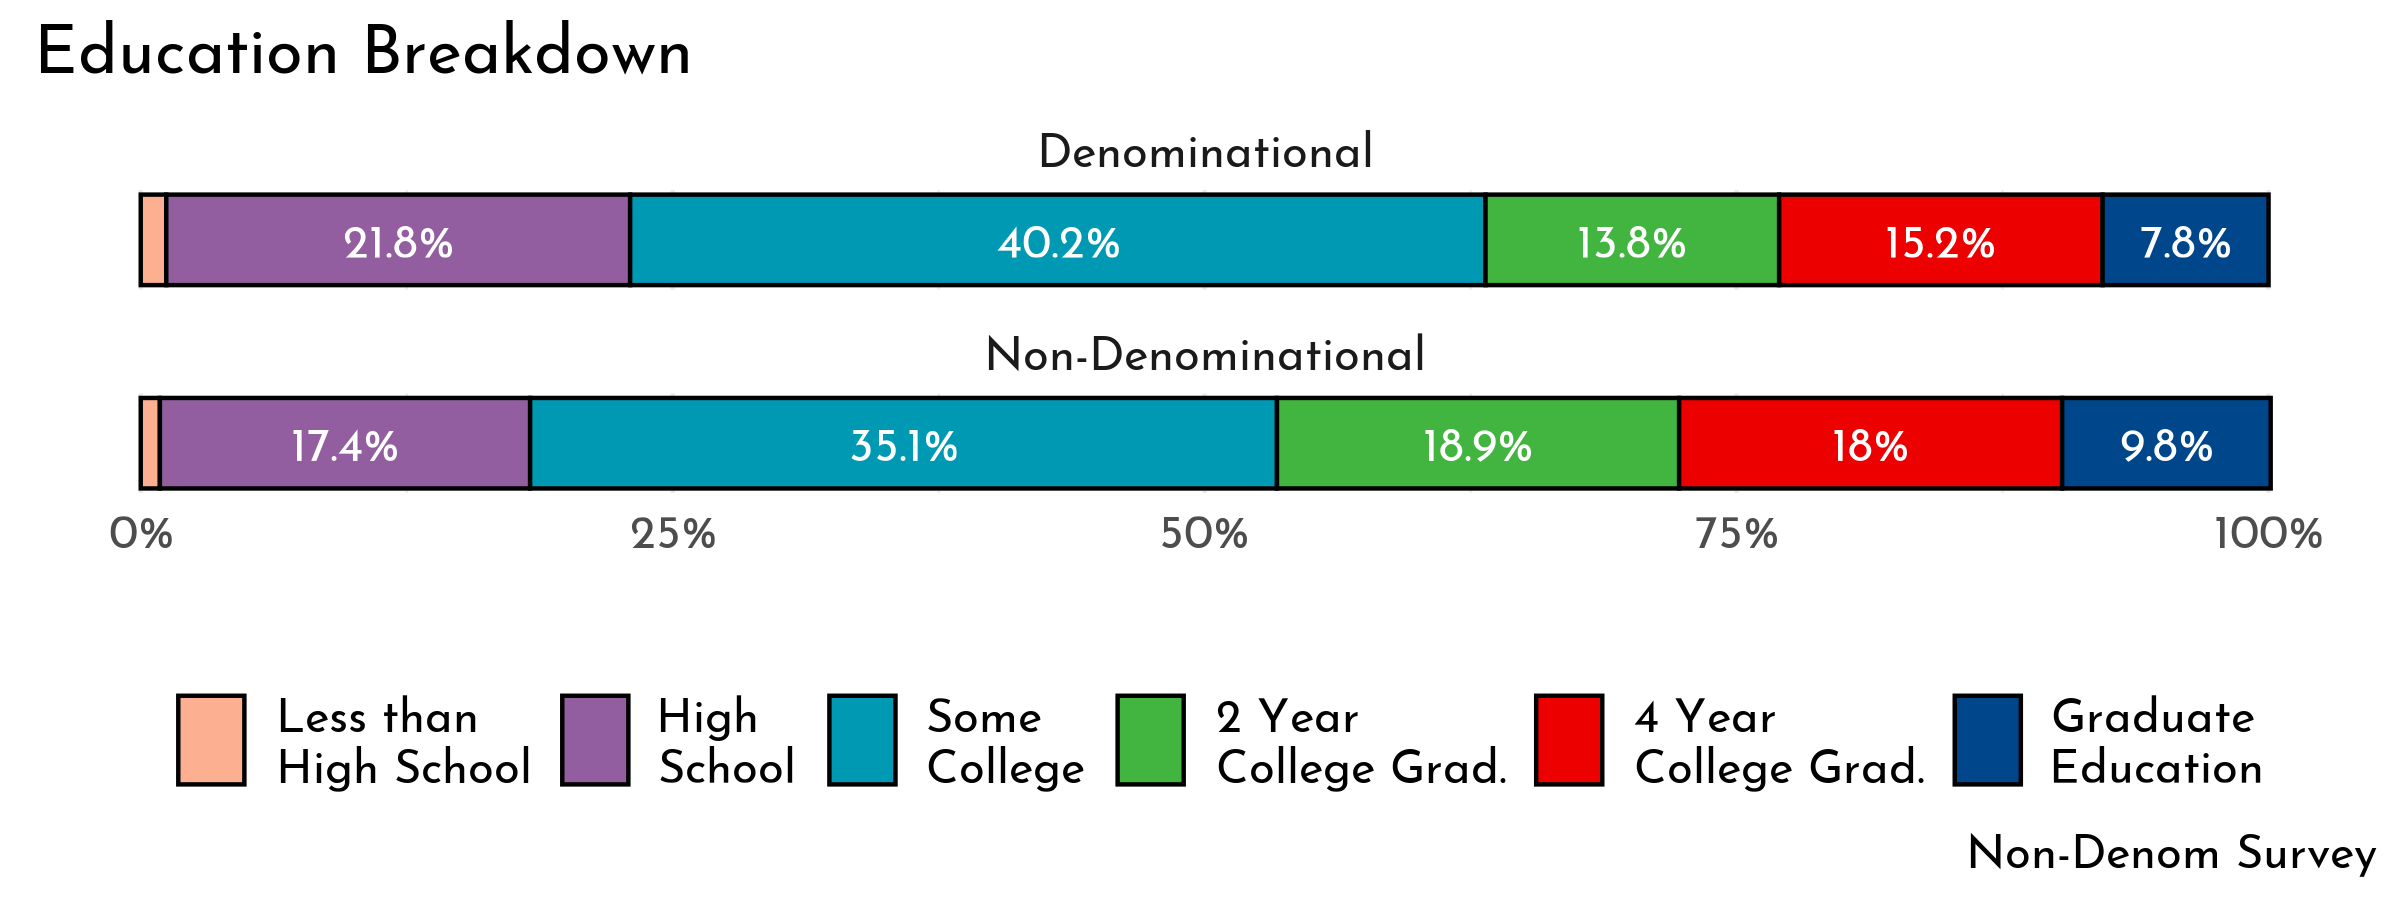 Education Breakdown
Denominational
21.8% 40.2% 13.8% 15.2% 7.8%
Non-Denominational
17.4% 35.1% 18.9% 18% 9.8%
0% 25% 50% 75% 100%
Less than
High School
High
School
Some
College
2 Year
College Grad.
4 Year
College Grad.
Graduate
Education
Non-Denom Survey